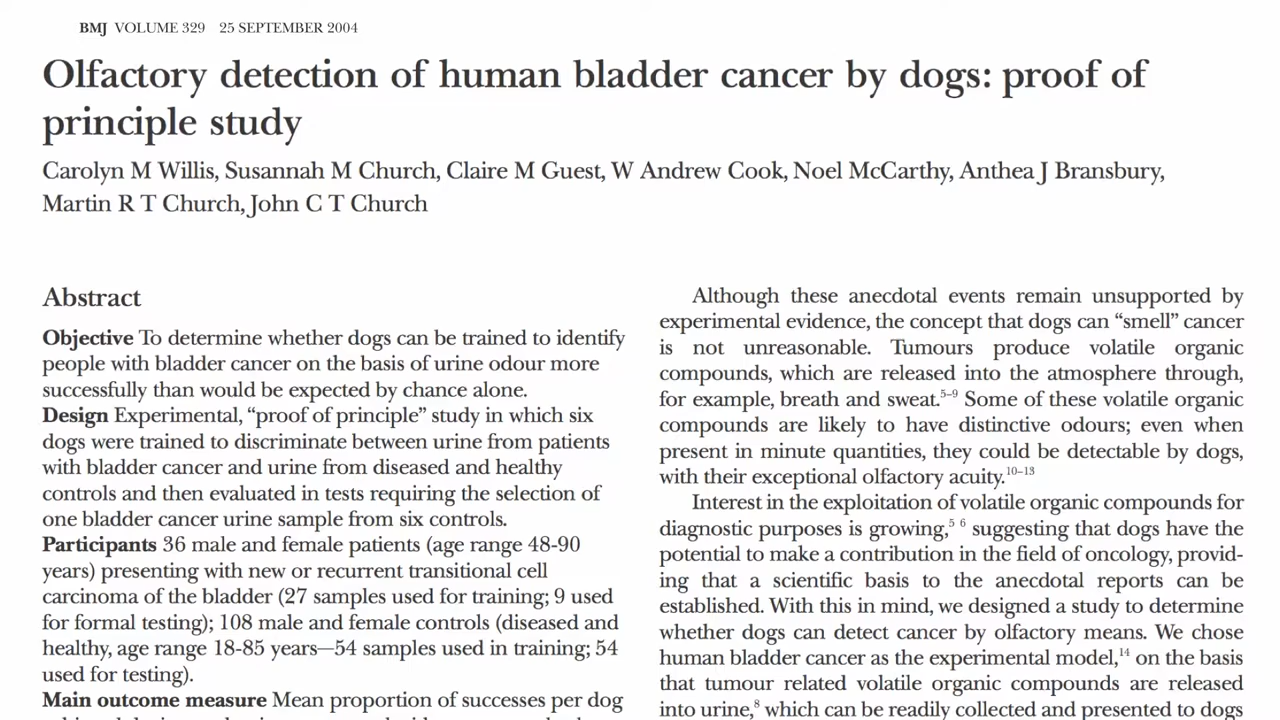 BMJ VOLUME 329 25 SEPTEMBER 2004
Olfactory detection of human bladder cancer by dogs: proof of
principle study
Carolyn M Willis, Susannah M Church, Claire M Guest, W Andrew Cook, Noel McCarthy, Anthea J Bransbury,
Martin R T Church, John C T Church
Abstract
Objective To determine whether dogs can be trained to identify
people with bladder cancer on the basis of urine odour more
successfully than would be expected by chance alone.
Design Experimental, “proof of principle” study in which six
dogs were trained to discriminate between urine from patients
with bladder cancer and urine from diseased and healthy
controls and then evaluated in tests requiring the selection of
one bladder cancer urine sample from six controls.
Participants 36 male and female patients (age range 48-90
years) presenting with new or recurrent transitional cell
carcinoma of the bladder (27 samples used for training; 9 used
for formal testing); 108 male and female controls (diseased and
healthy, age range 18-85 years—54 samples used in training; 54
used for testing).
Main outcome measure Mean proportion of successes per dog
Although these anecdotal events remain unsupported by
experimental evidence, the concept that dogs can “smell” cancer
is not unreasonable. Tumours produce volatile organic
compounds, which are released into the atmosphere through,
for example, breath and sweat.5–9 Some of these volatile organic
compounds are likely to have distinctive odours; even when
present in minute quantities, they could be detectable by dogs,
with their exceptional olfactory acuity.10–13
Interest in the exploitation of volatile organic compounds for
diagnostic purposes is growing,5 6 suggesting that dogs have the
potential to make a contribution in the field of oncology, provid-
ing that a scientific basis to the anecdotal reports can be
established. With this in mind, we designed a study to determine
whether dogs can detect cancer by olfactory means. We chose
human bladder cancer as the experimental model,14 on the basis
that tumour related volatile organic compounds are released
into urine,8 which can be readily collected and presented to dogs